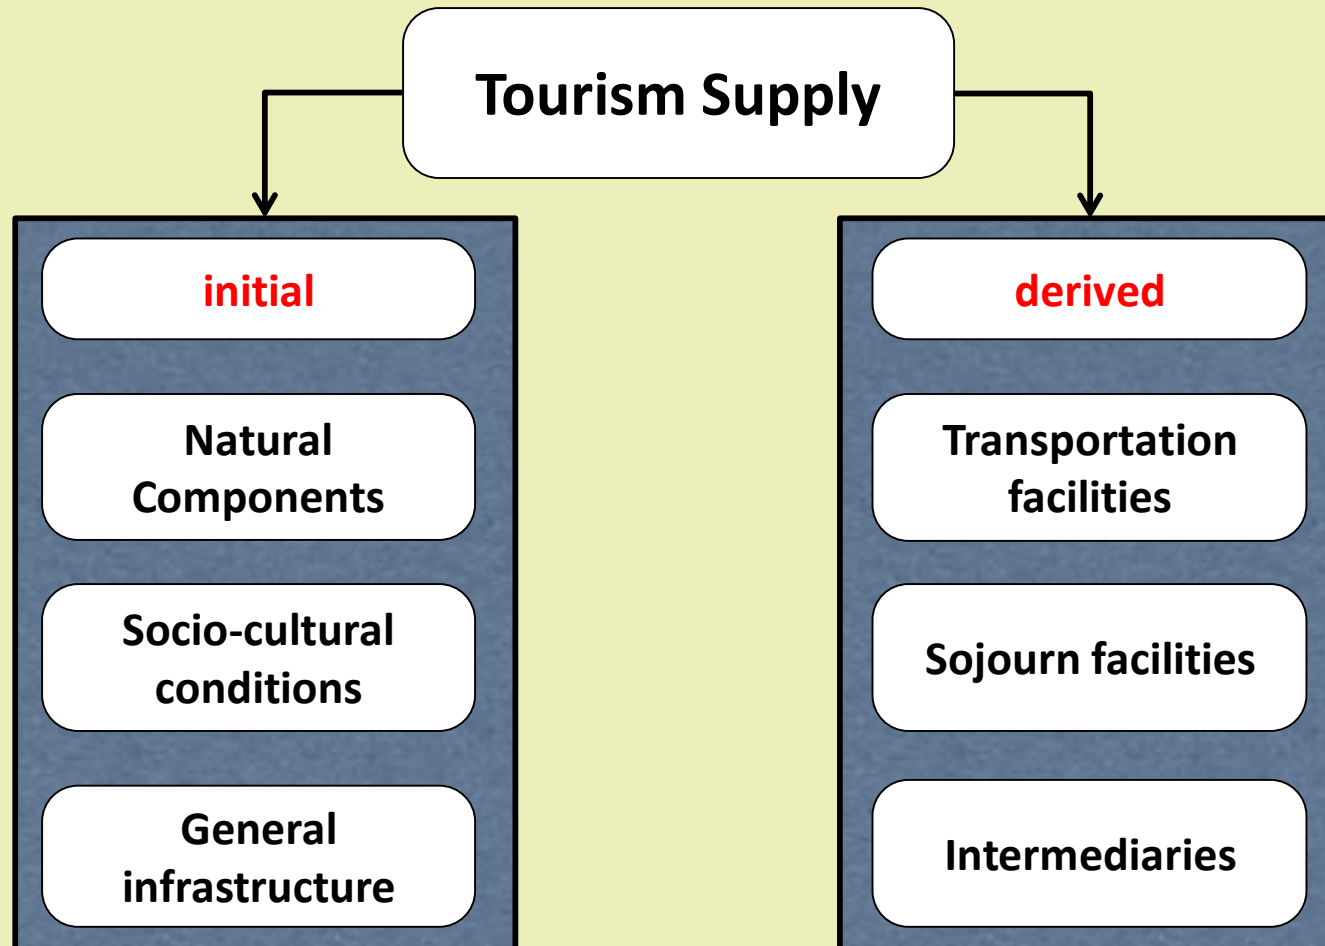 Tourism Supply
initial
Natural
Components
Socio-cultural
conditions
General
infrastructure
derived
Transportation
facilities
Sojourn facilities
Intermediaries